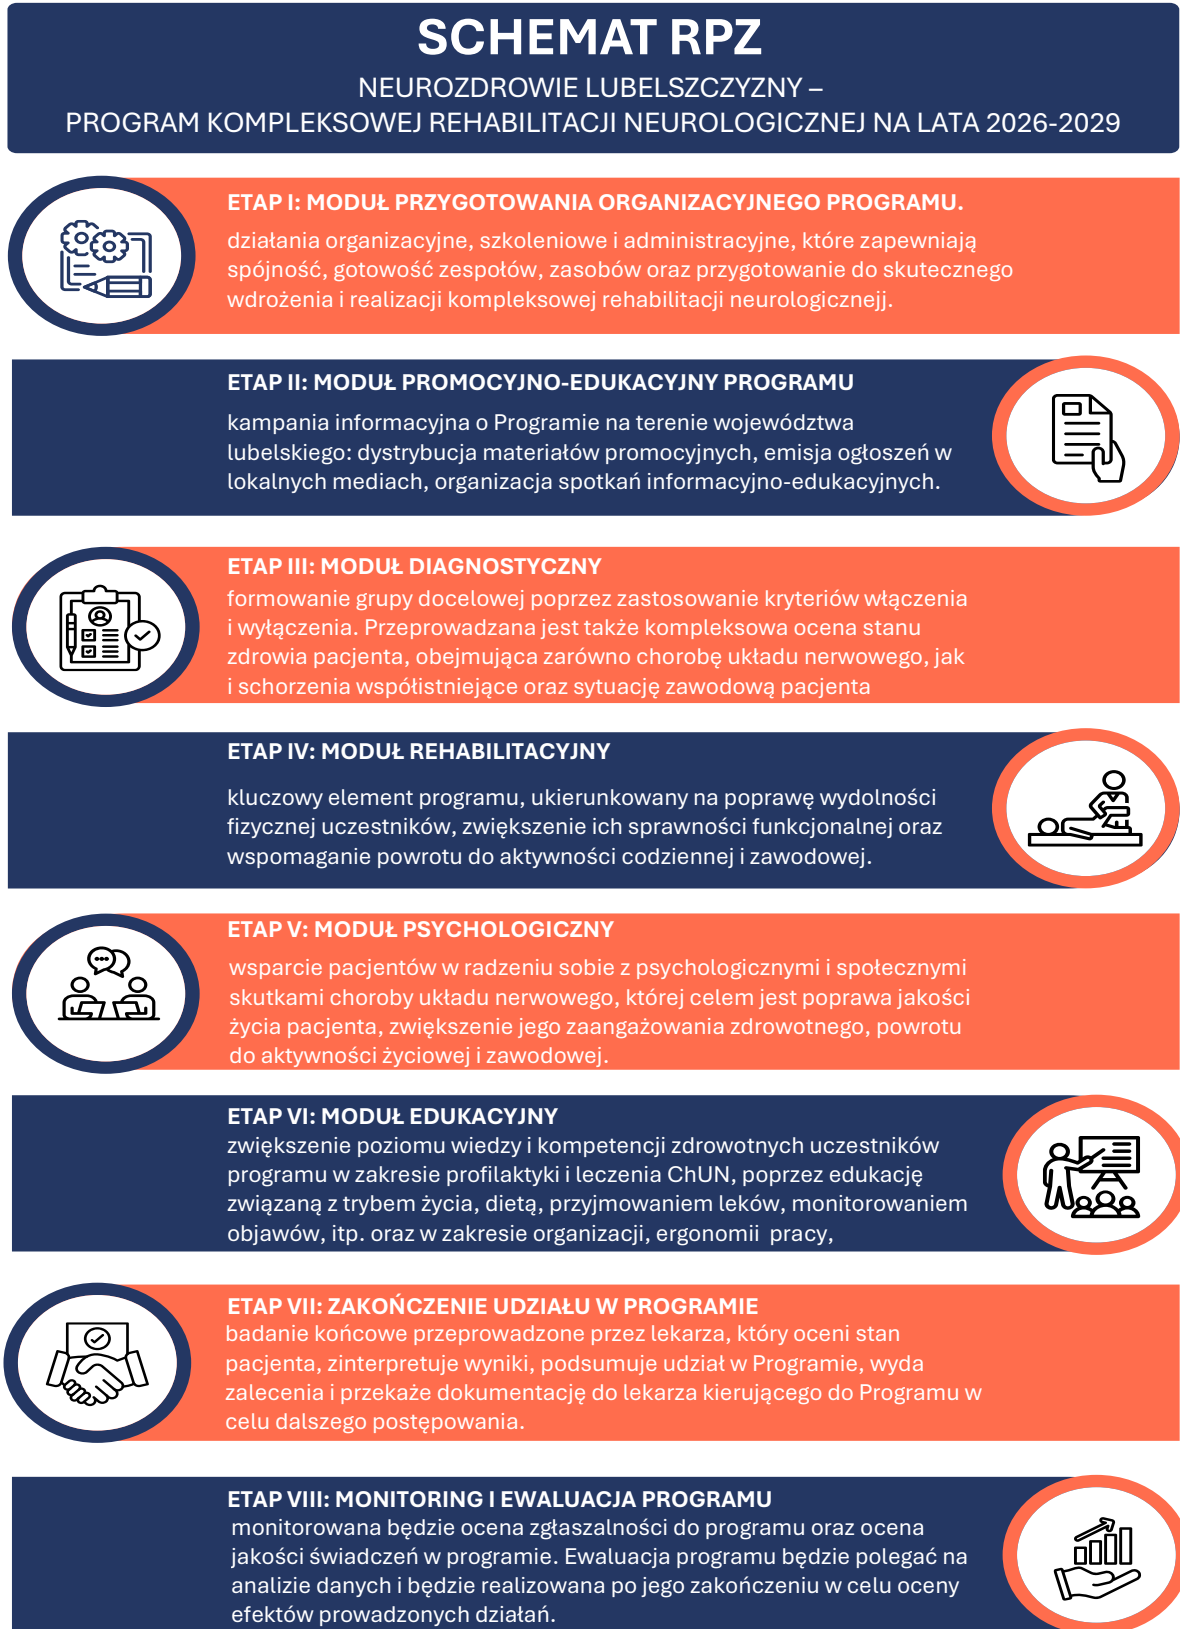 SCHEMAT RPZ
NEUROZDROWIE LUBELSZCZYZNY –
PROGRAM KOMPLEKSOWEJ REHABILITACJI NEUROLOGICZNEJ NA LATA 2026-2029
ETAP I: MODUŁ PRZYGOTOWANIA ORGANIZACYJNEGO PROGRAMU.
działania organizacyjne, szkoleniowe i administracyjne, które zapewniają
spójność, gotowość zespołów, zasobów oraz przygotowanie do skutecznego
wdrożenia i realizacji kompleksowej rehabilitacji neurologicznejj.
ETAP II: MODUŁ PROMOCYJNO-EDUKACYJNY PROGRAMU
kampania informacyjna o Programie na terenie województwa
lubelskiego: dystrybucja materiałów promocyjnych, emisja ogłoszeń w
lokalnych mediach, organizacja spotkań informacyjno-edukacyjnych.
ETAP III: MODUŁ DIAGNOSTYCZNY
formowanie grupy docelowej poprzez zastosowanie kryteriów włączenia
i wyłączenia. Przeprowadzana jest także kompleksowa ocena stanu
zdrowia pacjenta, obejmująca zarówno chorobę układu nerwowego, jak
i schorzenia współistniejące oraz sytuację zawodową pacjenta
ETAP IV: MODUŁ REHABILITACYJNY
kluczowy element programu, ukierunkowany na poprawę wydolności
fizycznej uczestników, zwiększenie ich sprawności funkcjonalnej oraz
wspomaganie powrotu do aktywności codziennej i zawodowej.
ETAP V: MODUŁ PSYCHOLOGICZNY
wsparcie pacjentów w radzeniu sobie z psychologicznymi i społecznymi
skutkami choroby układu nerwowego, której celem jest poprawa jakości
życia pacjenta, zwiększenie jego zaangażowania zdrowotnego, powrotu
do aktywności życiowej i zawodowej.
ETAP VI: MODUŁ EDUKACYJNY
zwiększenie poziomu wiedzy i kompetencji zdrowotnych uczestników
programu w zakresie profilaktyki i leczenia ChUN, poprzez edukację
związaną z trybem życia, dietą, przyjmowaniem leków, monitorowaniem
objawów, itp. oraz w zakresie organizacji, ergonomii pracy,
ETAP VII: ZAKOŃCZENIE UDZIAŁU W PROGRAMIE
badanie końcowe przeprowadzone przez lekarza, który oceni stan
pacjenta, zinterpretuje wyniki, podsumuje udział w Programie, wyda
zalecenia i przekaże dokumentację do lekarza kierującego do Programu w
celu dalszego postępowania.
ETAP VIII: MONITORING I EWALUACJA PROGRAMU
monitorowana będzie ocena zgłaszalności do programu oraz ocena
jakości świadczeń w programie. Ewaluacja programu będzie polegać na
analizie danych i będzie realizowana po jego zakończeniu w celu oceny
efektów prowadzonych działań.